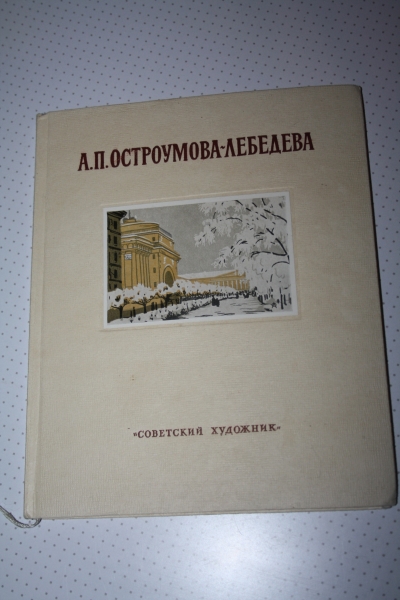 А.П.ОСТРОУМОВА-ЛЕБЕДЕВА
"СОВЕТСКИЙ ХУДОЖНИК"